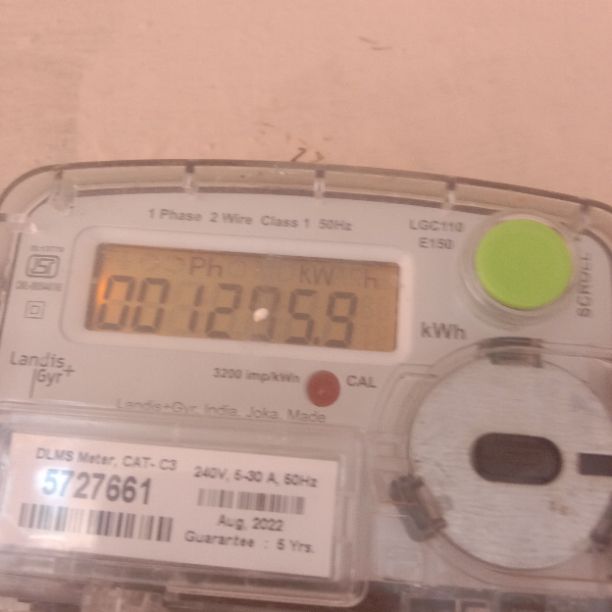 1 Phase 2 Wire Class 1 50Hz
LGC110
E150
SCROLL
Ph kW h
kWh
Landis+
Gyr
3200 imp/kWh CAL
Landis+Gyr, India, Joka, Made
DLMS Meter, CAT- C3
5727661
240V, 5-30 A, 50Hz
Aug, 2022
Guarantee : 5 Yrs.